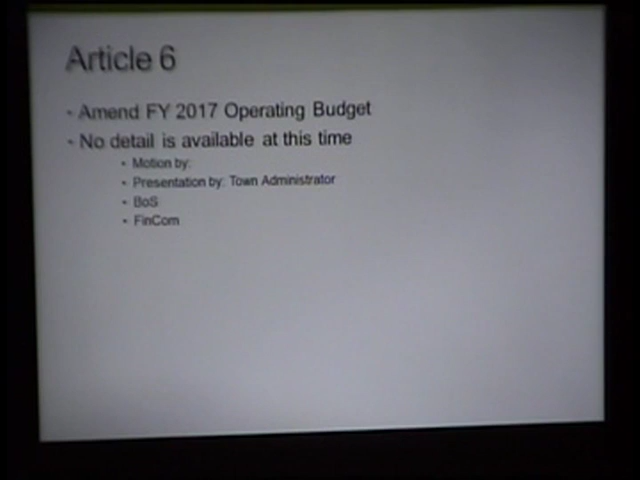 Article 6
• Amend FY 2017 Operating Budget
• No detail is available at this time
• Motion by:
• Presentation by: Town Administrator
• BoS
• FinCom